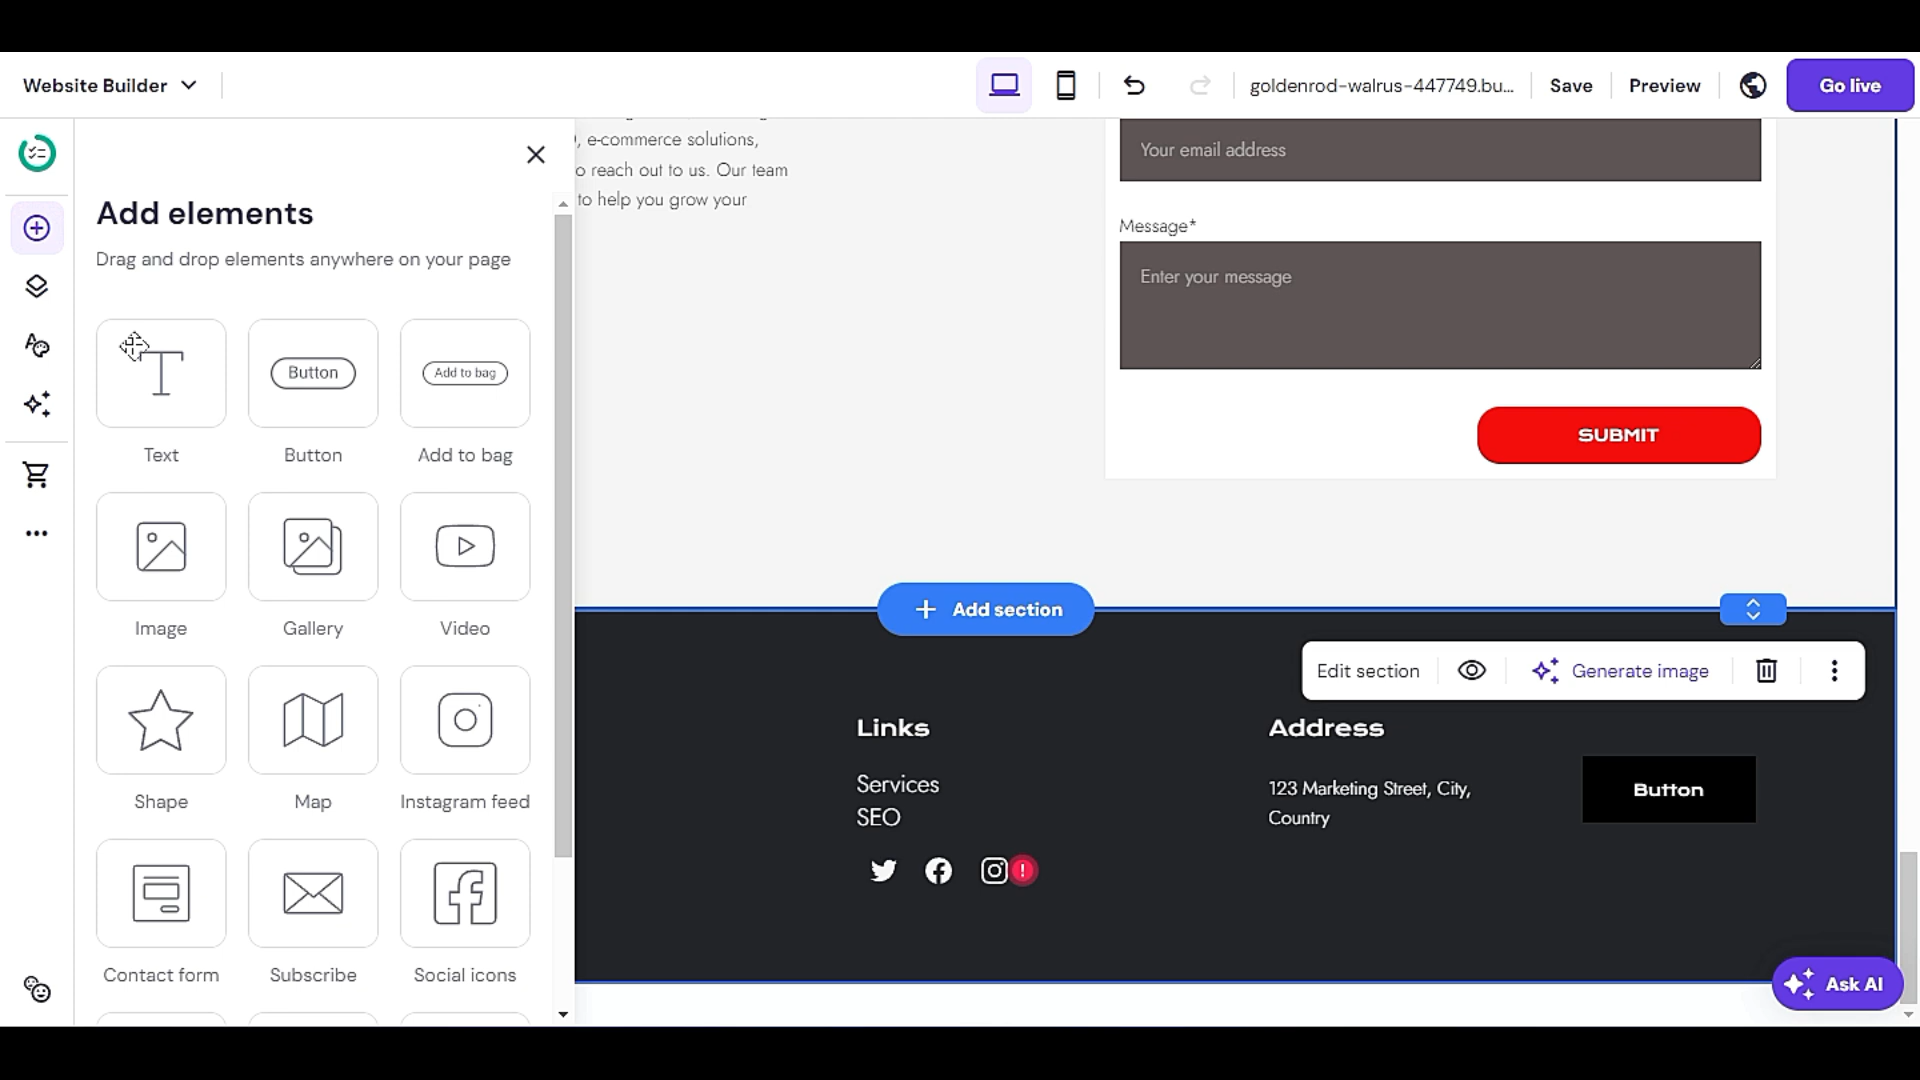 Website Builder
goldenrod-walrus-447749.bu...
Save
Preview
Go live
Add elements
Drag and drop elements anywhere on your page
Button
Add to bag
Text
Button
Add to bag
Image
Gallery
Video
Shape
Map
Instagram feed
Contact form
Subscribe
Social icons
, e-commerce solutions,
o reach out to us. Our team
to help you grow your
Your email address
Message*
Enter your message
SUBMIT
+ Add section
Edit section
Generate image
Links
Services
SEO
Address
123 Marketing Street, City,
Country
Button
Ask AI